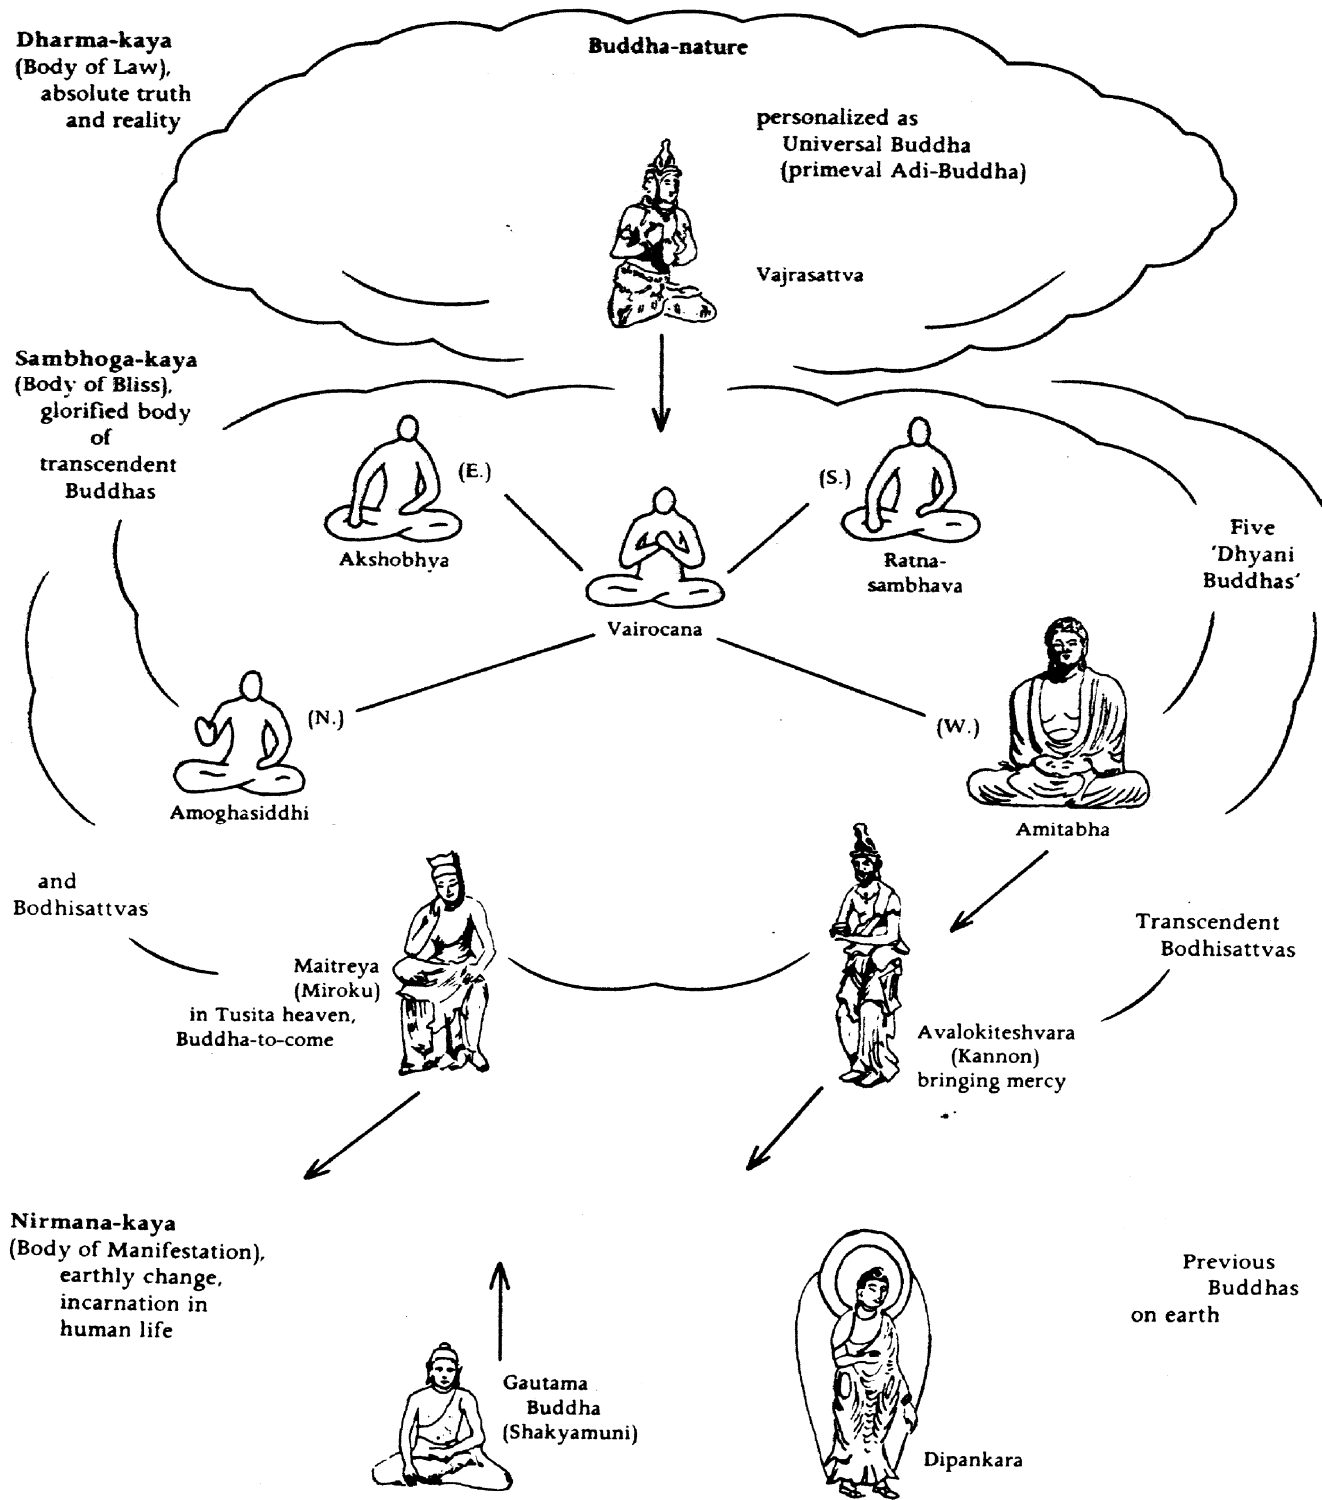 Dharma-kaya
(Body of Law),
absolute truth
and reality
Buddha-nature
personalized as
Universal Buddha
(primeval Adi-Buddha)
Vajrasattva
Sambhoga-kaya
(Body of Bliss),
glorified body
of
transcendent
Buddhas
(E.)
(S.)
Akshobhya
Ratna-
sambhava
Five
'Dhyani
Buddhas'
Vairocana
(N.)
(W.)
Amoghasiddhi
Amitabha
and
Bodhisattvas
Transcendent
Bodhisattvas
Maitreya
(Miroku)
in Tusita heaven,
Buddha-to-come
Avalokiteshvara
(Kannon)
bringing mercy
Nirmana-kaya
(Body of Manifestation),
earthly change,
incarnation in
human life
Previous
Buddhas
on earth
Gautama
Buddha
(Shakyamuni)
Dipankara